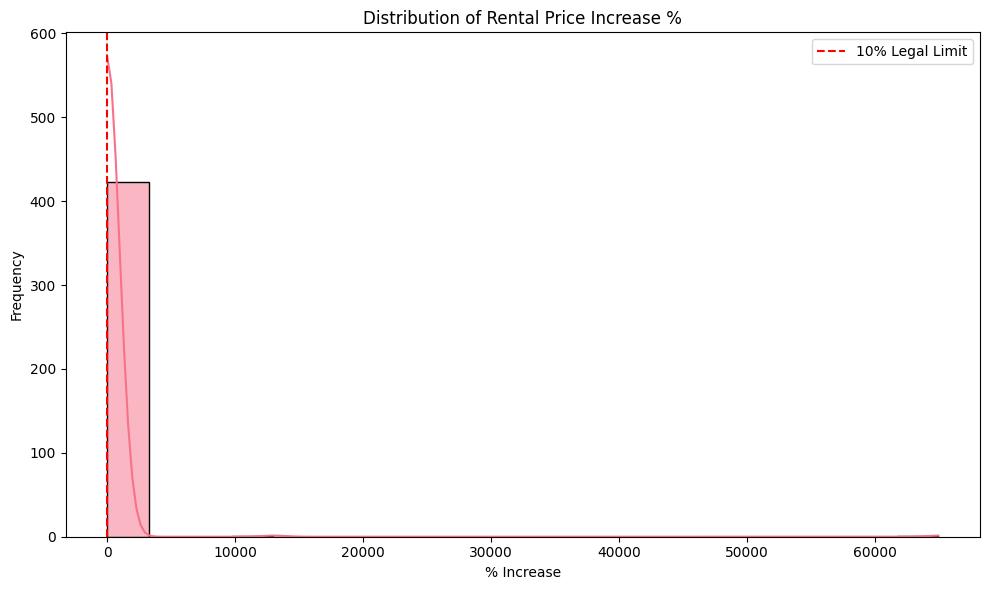 Distribution of Rental Price Increase %
10% Legal Limit
600
500
400
300
200
100
0
Frequency
0 10000 20000 30000 40000 50000 60000
% Increase